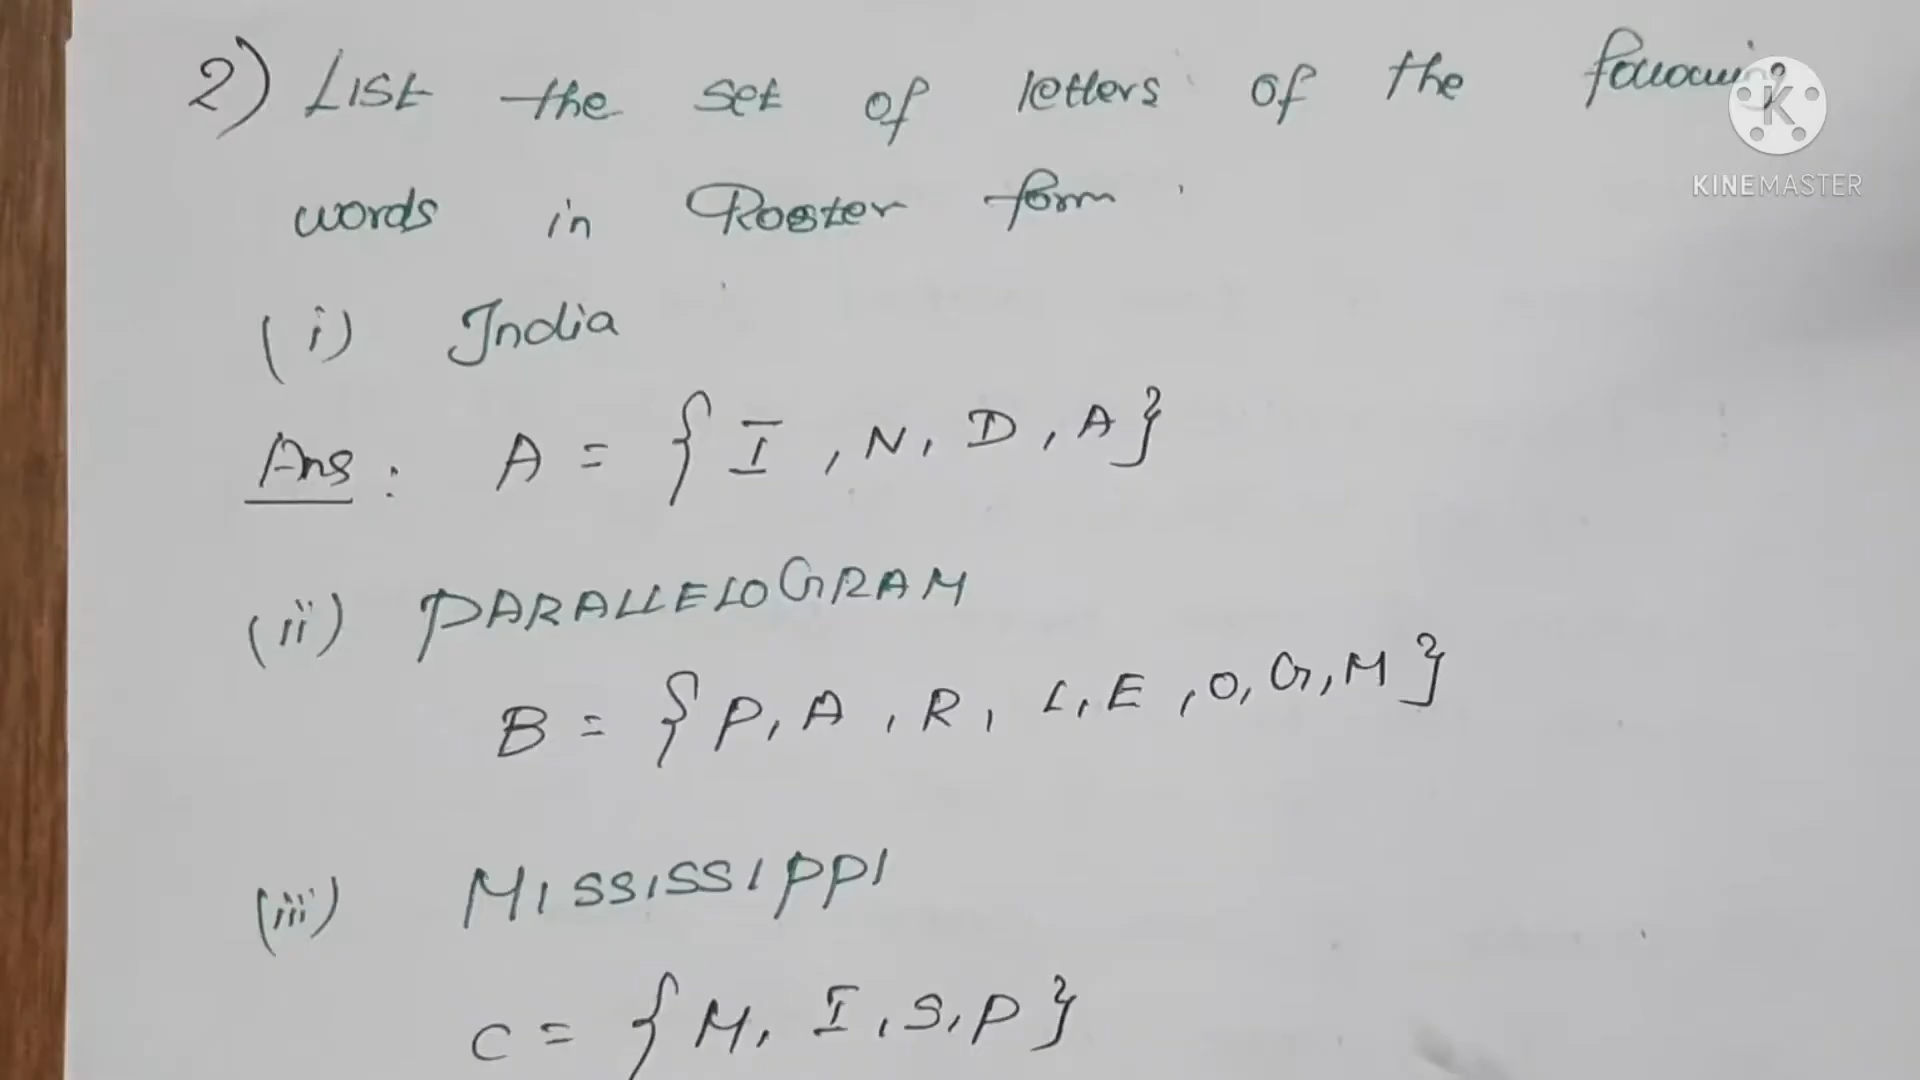 2) List the set of letters of the following
KINEMASTER
words in Roster form.
(i) India
Ans: A = { I, N, D, A}
(ii) PARALLELOGRAM
B = { P, A, R, L, E, O, G, M }
(iii) MISSISSIPPI
C = { M, I, S, P }